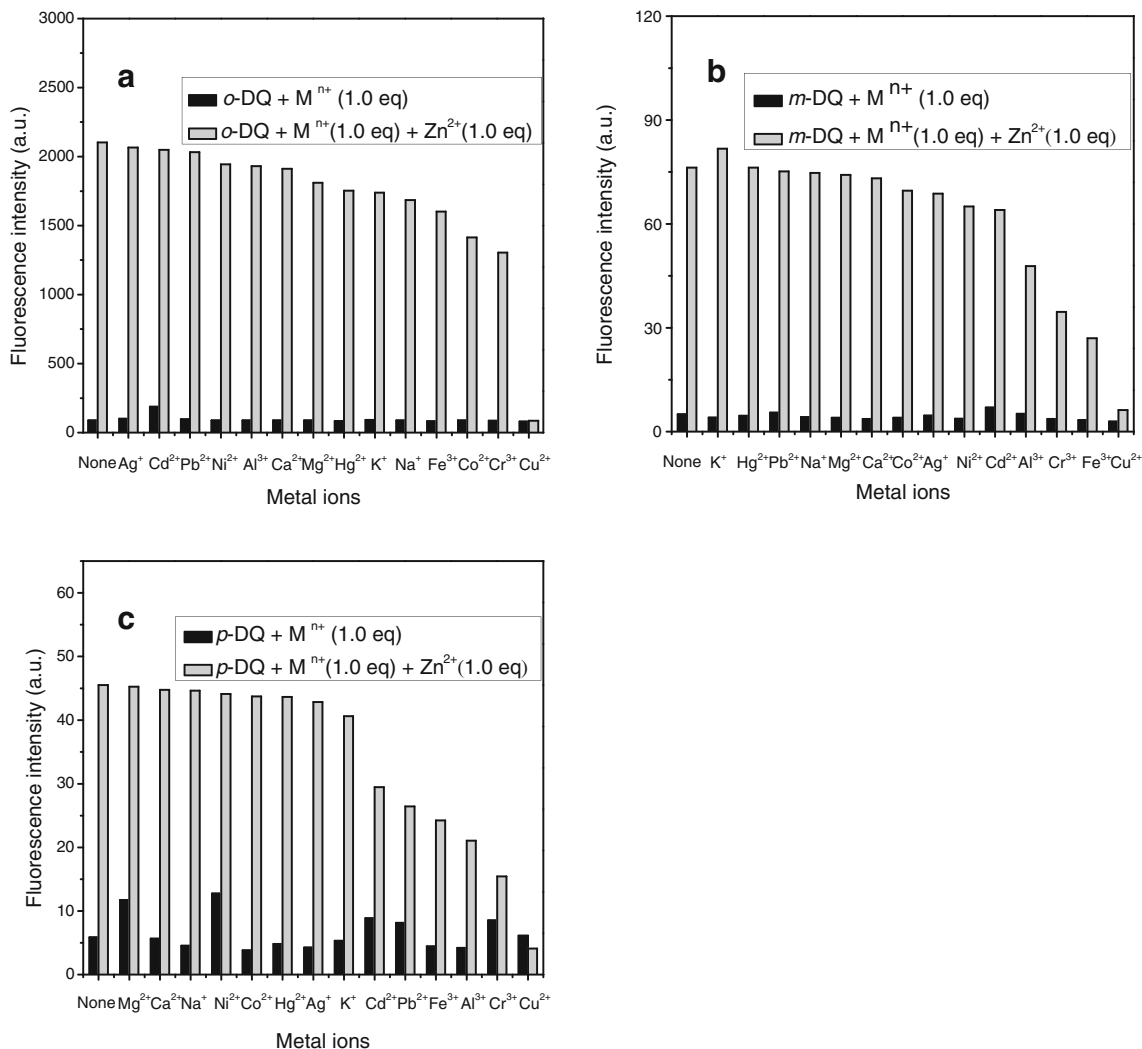 a
o-DQ + M n+ (1.0 eq)
o-DQ + M n+(1.0 eq) + Zn2+(1.0 eq)
Fluorescence intensity (a.u.)
3000
2500
2000
1500
1000
500
0
None Ag+ Cd2+ Pb2+ Ni2+ Al3+ Ca2+ Mg2+ Hg2+ K+ Na+ Fe3+ Co2+ Cr3+ Cu2+
Metal ions
b
m-DQ + M n+ (1.0 eq)
m-DQ + M n+(1.0 eq) + Zn2+(1.0 eq)
Fluorescence intensity (a.u.)
120
90
60
30
0
None K+ Hg2+ Pb2+ Na+ Mg2+ Ca2+ Co2+ Ag+ Ni2+ Cd2+ Al3+ Cr3+ Fe3+ Cu2+
Metal ions
c
p-DQ + M n+ (1.0 eq)
p-DQ + M n+(1.0 eq) + Zn2+(1.0 eq)
Fluorescence intensity (a.u.)
60
50
40
30
20
10
0
None Mg2+ Ca2+ Na+ Ni2+ Co2+ Hg2+ Ag+ K+ Cd2+ Pb2+ Fe3+ Al3+ Cr3+ Cu2+
Metal ions